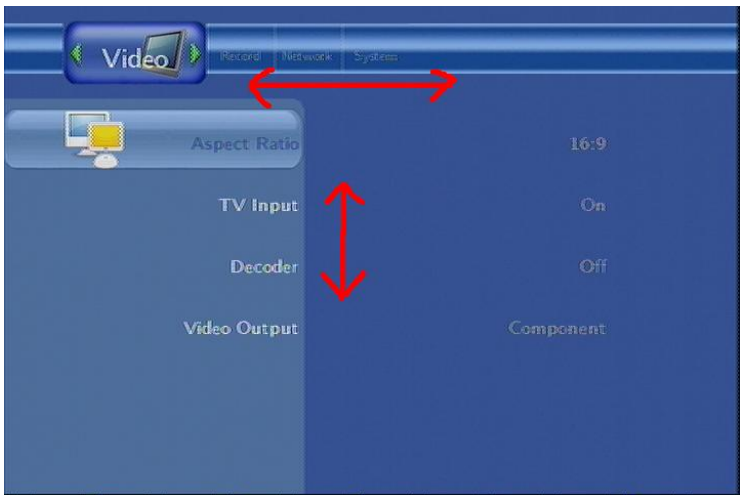 Video Record Network System
Aspect Ratio 16:9
TV Input On
Decoder Off
Video Output Component